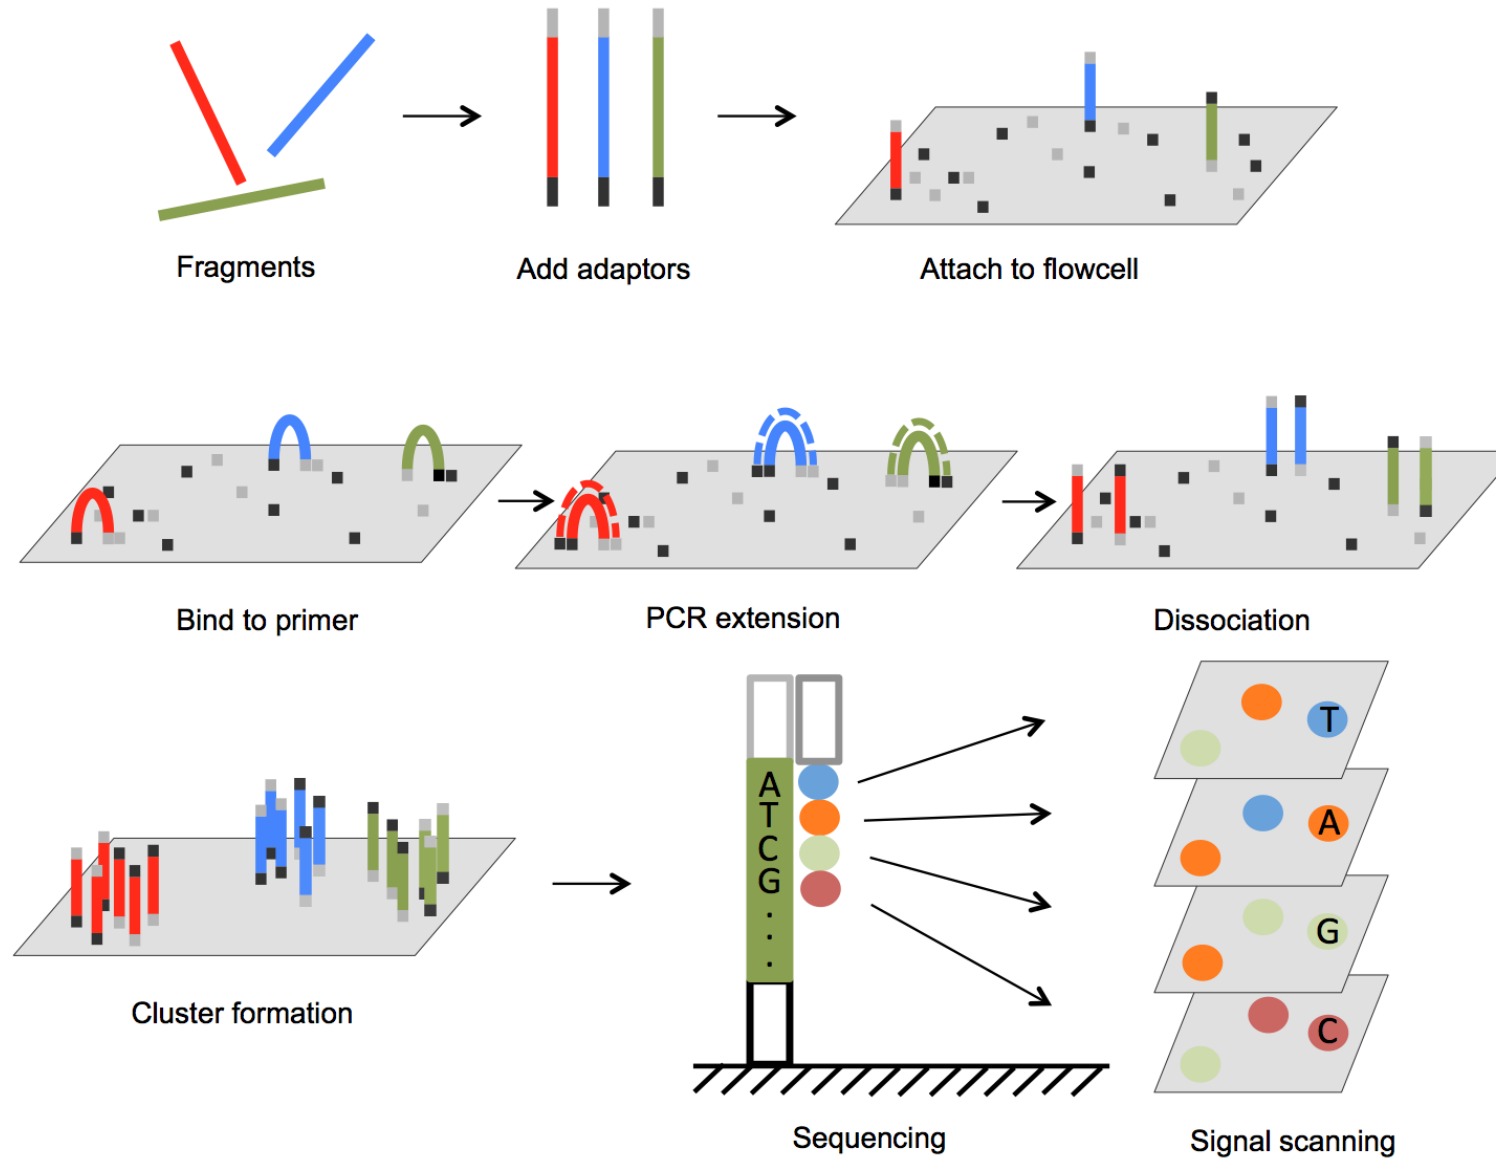 Fragments
Add adaptors
Attach to flowcell
Bind to primer
PCR extension
Dissociation
Cluster formation
A
T
C
G
.
.
.
Sequencing
T
A
G
C
Signal scanning